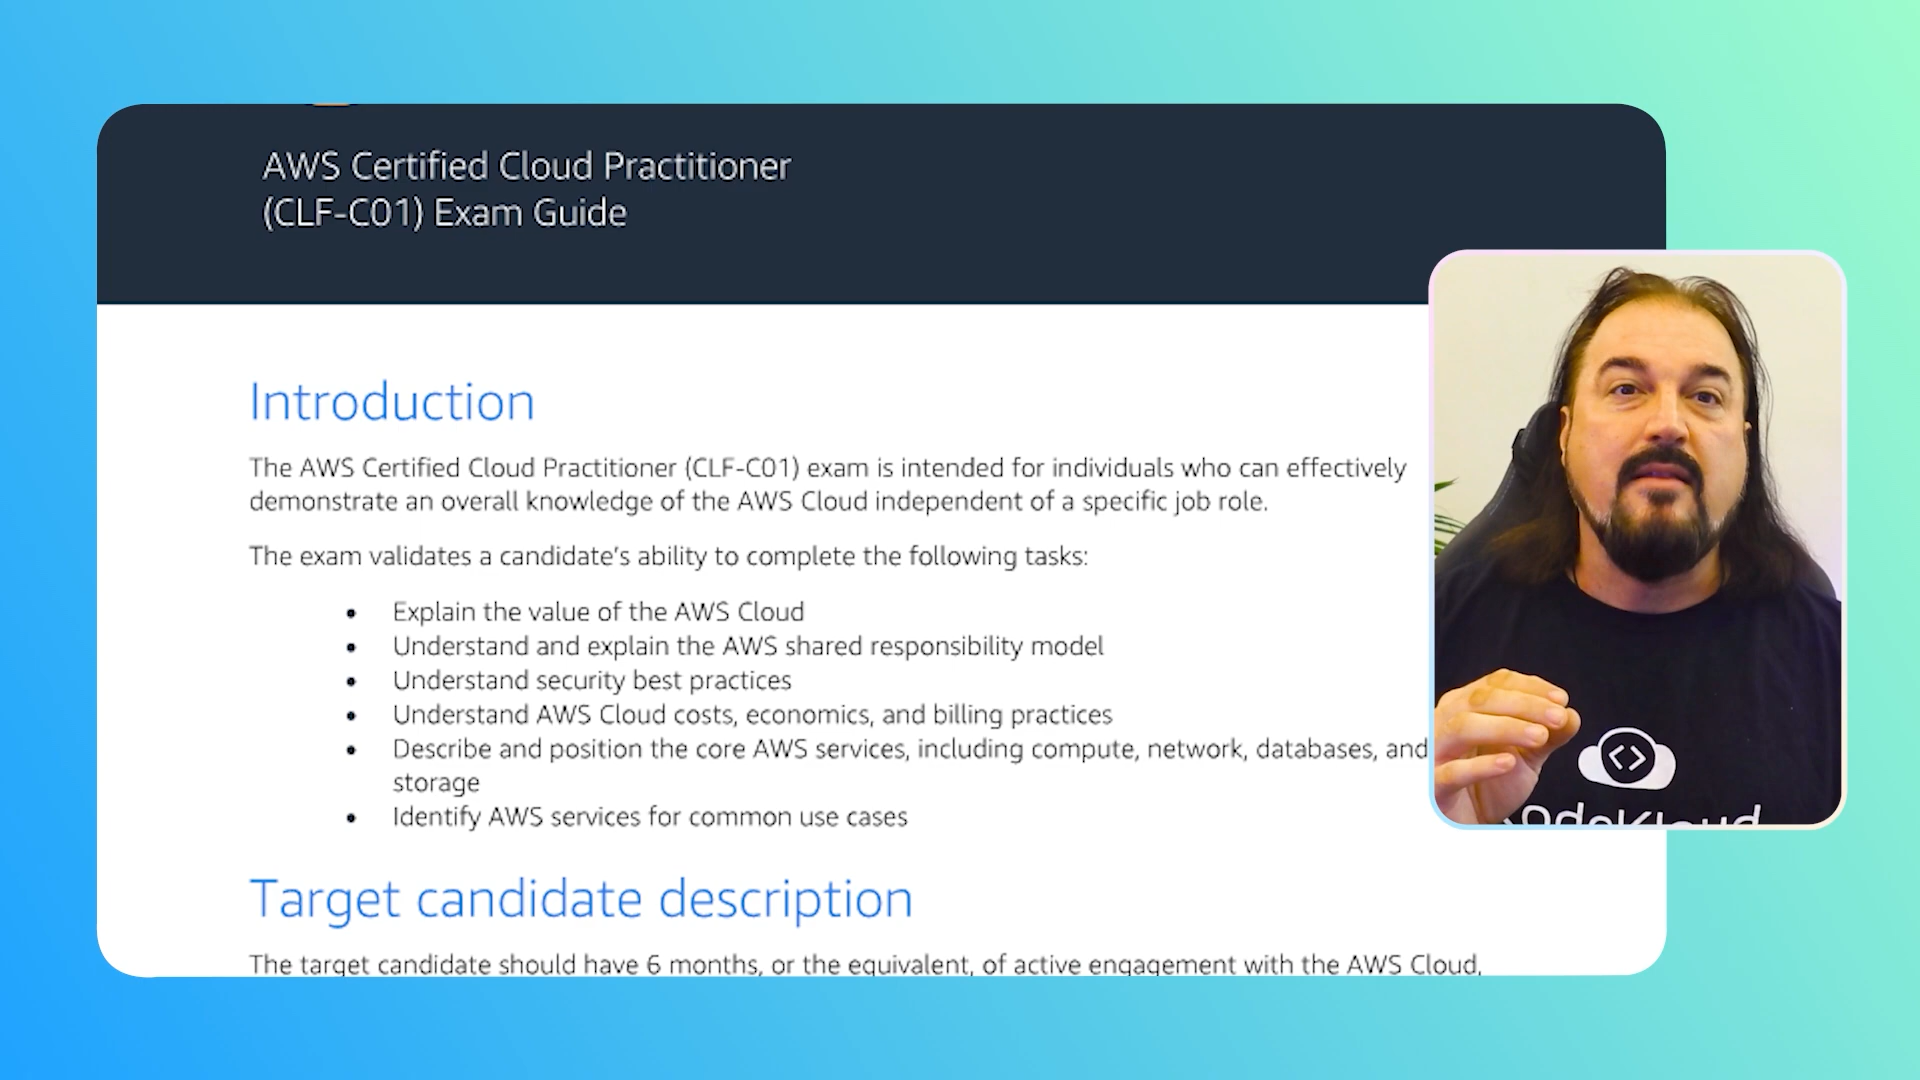 AWS Certified Cloud Practitioner
(CLF-C01) Exam Guide
Introduction
The AWS Certified Cloud Practitioner (CLF-C01) exam is intended for individuals who can effectively
demonstrate an overall knowledge of the AWS Cloud independent of a specific job role.
The exam validates a candidate's ability to complete the following tasks:
• Explain the value of the AWS Cloud
• Understand and explain the AWS shared responsibility model
• Understand security best practices
• Understand AWS Cloud costs, economics, and billing practices
• Describe and position the core AWS services, including compute, network, databases, and
storage
• Identify AWS services for common use cases
Target candidate description
The target candidate should have 6 months, or the equivalent, of active engagement with the AWS Cloud,